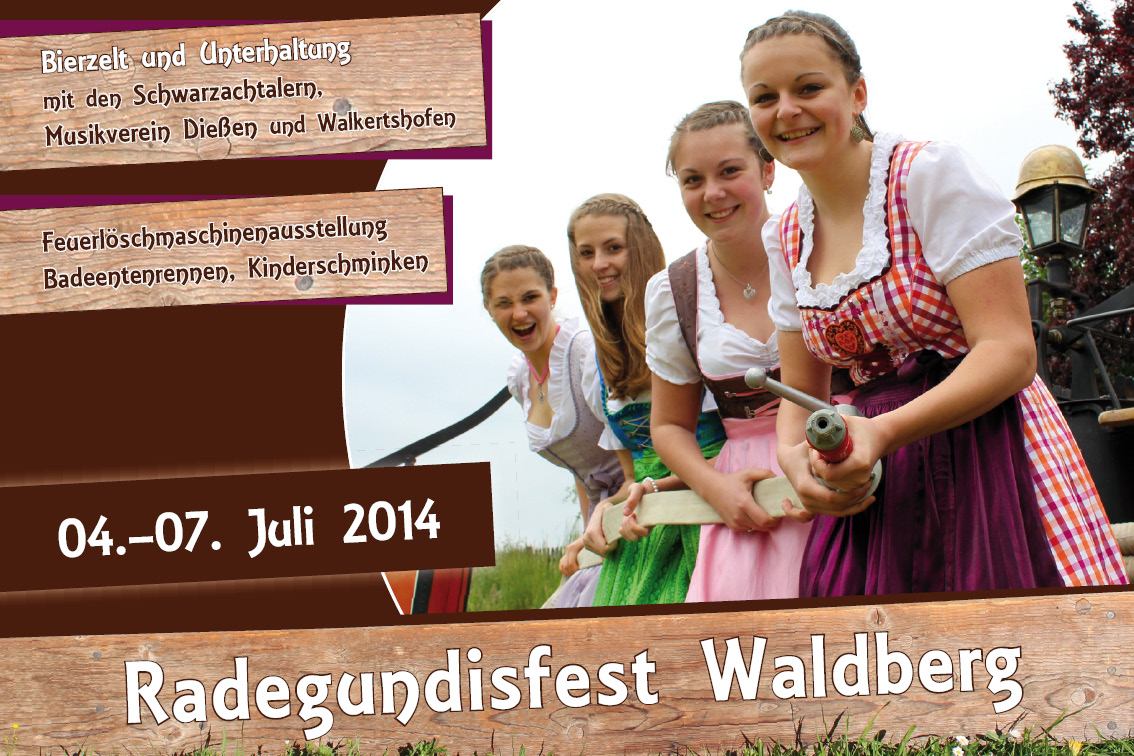 Bierzelt und Unterhaltung
mit den Schwarzachtalern,
Musikverein Dießen und Walkertshofen
Feuerlöschmaschinenausstellung
Badeentenrennen, Kinderschminken
04.–07. Juli 2014
Radegundisfest Waldberg